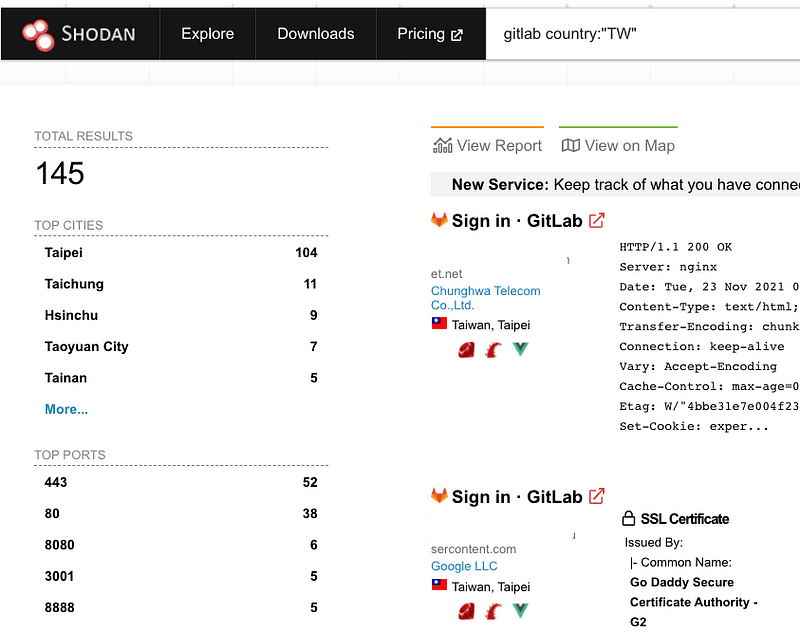 SHODAN Explore Downloads Pricing gitlab country:"TW"
TOTAL RESULTS
145
TOP CITIES
Taipei 104
Taichung 11
Hsinchu 9
Taoyuan City 7
Tainan 5
More...
TOP PORTS
443 52
80 38
8080 6
3001 5
8888 5
View Report View on Map
New Service: Keep track of what you have conne
Sign in · GitLab
et.net
Chunghwa Telecom
Co.,Ltd.
Taiwan, Taipei
HTTP/1.1 200 OK
Server: nginx
Date: Tue, 23 Nov 2021 0
Content-Type: text/html;
Transfer-Encoding: chunk
Connection: keep-alive
Vary: Accept-Encoding
Cache-Control: max-age=0
Etag: W/"4bbe31e7e004f23
Set-Cookie: exper...
Sign in · GitLab
sercontent.com
Google LLC
Taiwan, Taipei
SSL Certificate
Issued By:
|- Common Name:
Go Daddy Secure
Certificate Authority -
G2